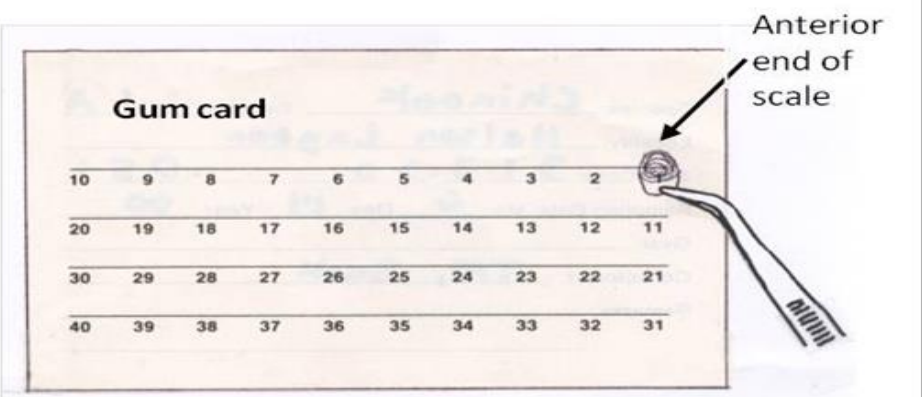 Anterior
end of
scale
Gum card
10 9 8 7 6 5 4 3 2 1
20 19 18 17 16 15 14 13 12 11
30 29 28 27 26 25 24 23 22 21
40 39 38 37 36 35 34 33 32 31